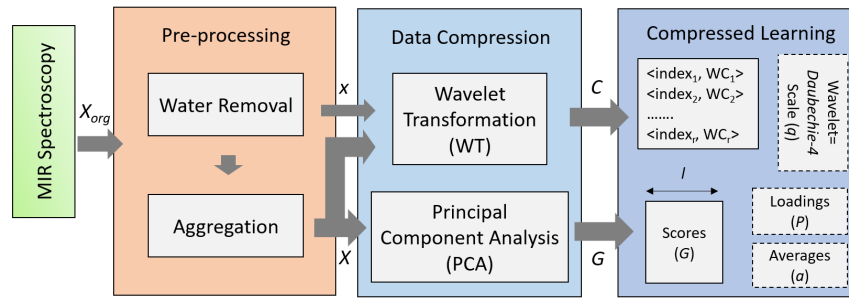 MIR Spectroscopy
X_org
Pre-processing
Water Removal
Aggregation
x
X
Data Compression
Wavelet
Transformation
(WT)
Principal
Component Analysis
(PCA)
C
G
Compressed Learning
<index₁, WC₁>
<index₂, WC₂>
.......
<indexᵣ, WCᵣ>
Wavelet=
Daubechie-4
Scale (q)
l
Scores
(G)
Loadings
(P)
Averages
(a)